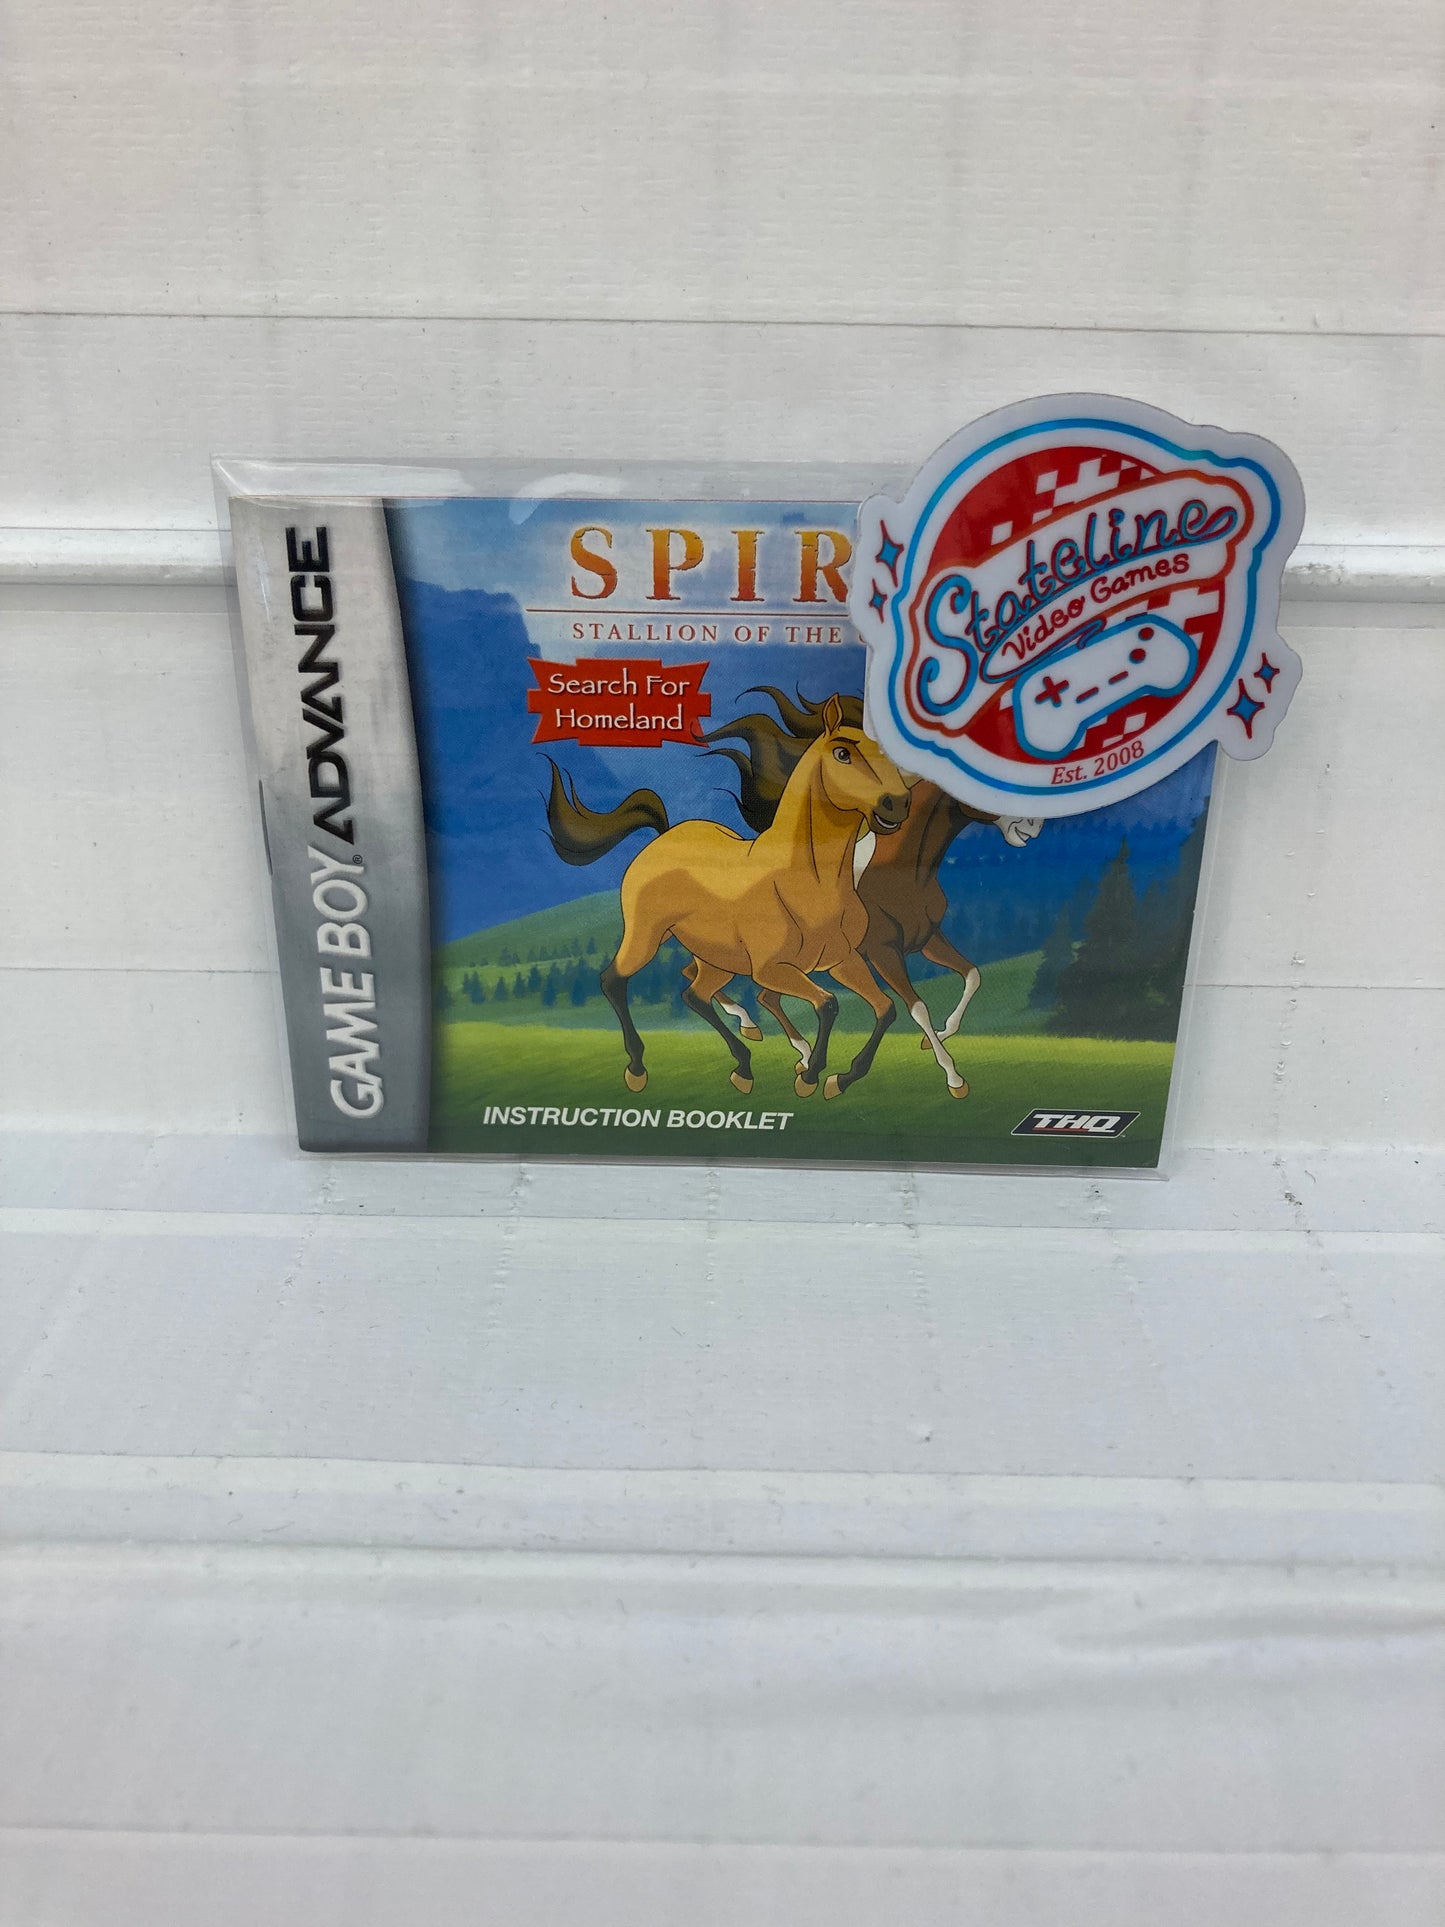 GAME BOY ADVANCE
SPIR
STALLION OF THE
Search For
Homeland
INSTRUCTION BOOKLET
THQ
Stateline
Video Games
Est. 2008